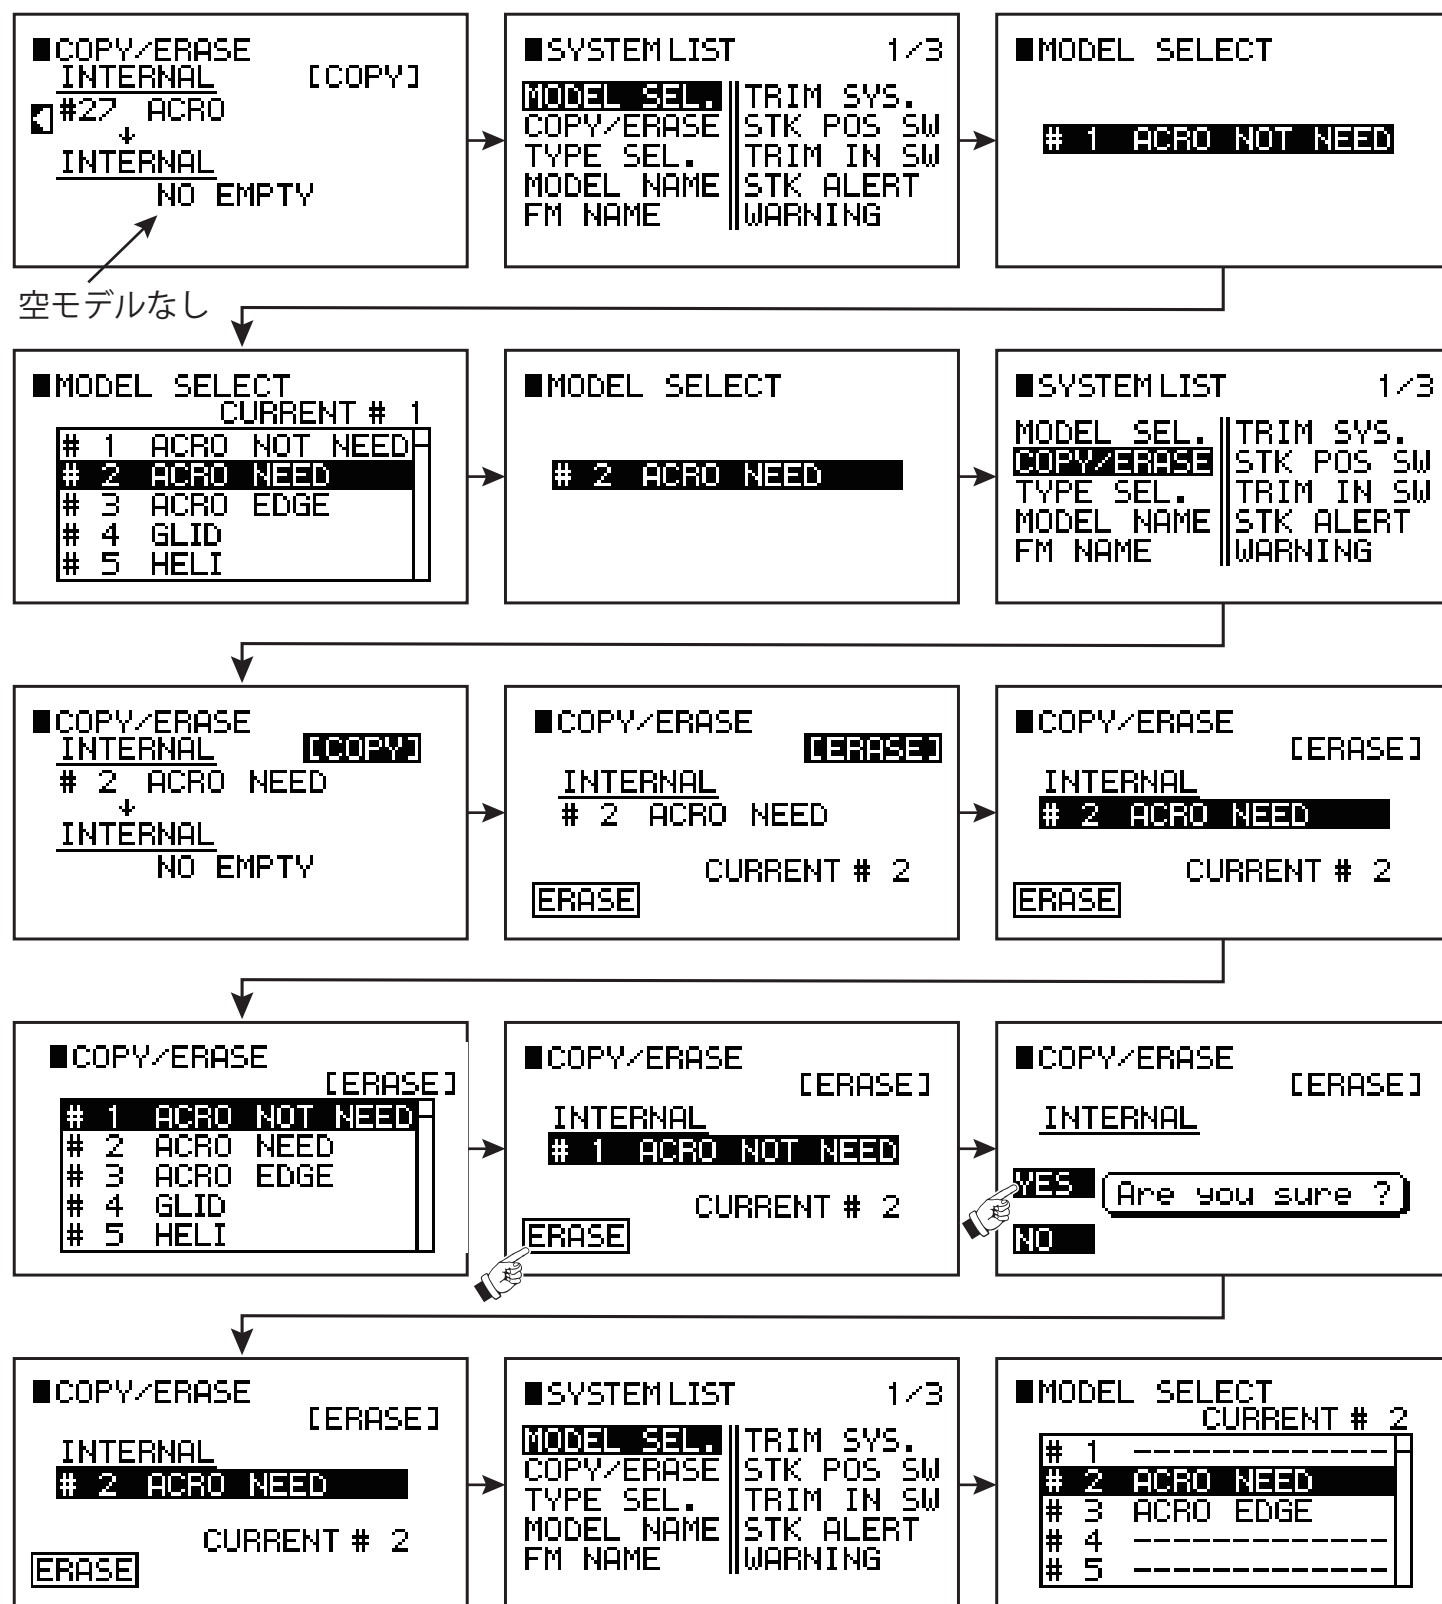 ■COPY/ERASE
INTERNAL [COPY]
#27 ACRO
↓
INTERNAL
NO EMPTY
空モデルなし
■SYSTEM LIST 1/3
MODEL SEL. TRIM SYS.
COPY/ERASE STK POS SW
TYPE SEL. TRIM IN SW
MODEL NAME STK ALERT
FM NAME WARNING
■MODEL SELECT
# 1 ACRO NOT NEED
■MODEL SELECT
CURRENT # 1
# 1 ACRO NOT NEED
# 2 ACRO NEED
# 3 ACRO EDGE
# 4 GLID
# 5 HELI
■MODEL SELECT
# 2 ACRO NEED
■SYSTEM LIST 1/3
MODEL SEL. TRIM SYS.
COPY/ERASE STK POS SW
TYPE SEL. TRIM IN SW
MODEL NAME STK ALERT
FM NAME WARNING
■COPY/ERASE
INTERNAL [COPY]
# 2 ACRO NEED
↓
INTERNAL
NO EMPTY
■COPY/ERASE
[ERASE]
INTERNAL
# 2 ACRO NEED
CURRENT # 2
ERASE
■COPY/ERASE
[ERASE]
INTERNAL
# 2 ACRO NEED
CURRENT # 2
ERASE
■COPY/ERASE
[ERASE]
# 1 ACRO NOT NEED
# 2 ACRO NEED
# 3 ACRO EDGE
# 4 GLID
# 5 HELI
■COPY/ERASE
[ERASE]
INTERNAL
# 1 ACRO NOT NEED
CURRENT # 2
ERASE
■COPY/ERASE
[ERASE]
INTERNAL
YES Are you sure ?
NO
■COPY/ERASE
[ERASE]
INTERNAL
# 2 ACRO NEED
CURRENT # 2
ERASE
■SYSTEM LIST 1/3
MODEL SEL. TRIM SYS.
COPY/ERASE STK POS SW
TYPE SEL. TRIM IN SW
MODEL NAME STK ALERT
FM NAME WARNING
■MODEL SELECT
CURRENT # 2
# 1 -------------
# 2 ACRO NEED
# 3 ACRO EDGE
# 4 -------------
# 5 -------------